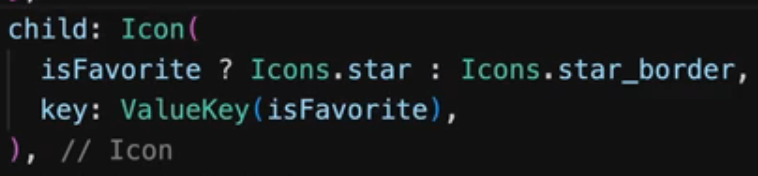 child: Icon(
  isFavorite ? Icons.star : Icons.star_border,
  key: ValueKey(isFavorite),
), // Icon